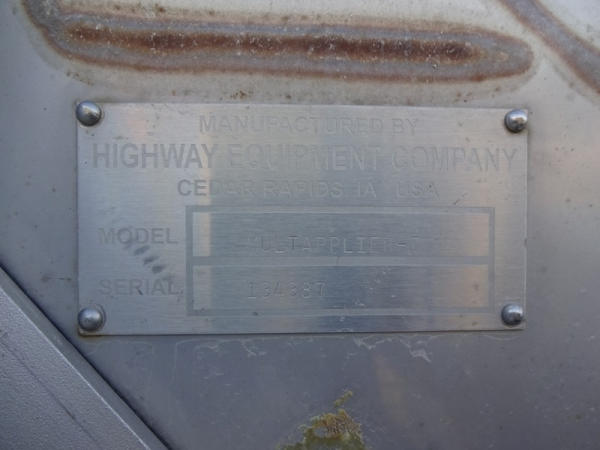 MANUFACTURED BY
HIGHWAY EQUIPMENT COMPANY
CEDAR RAPIDS IA USA
MODEL
SERIAL